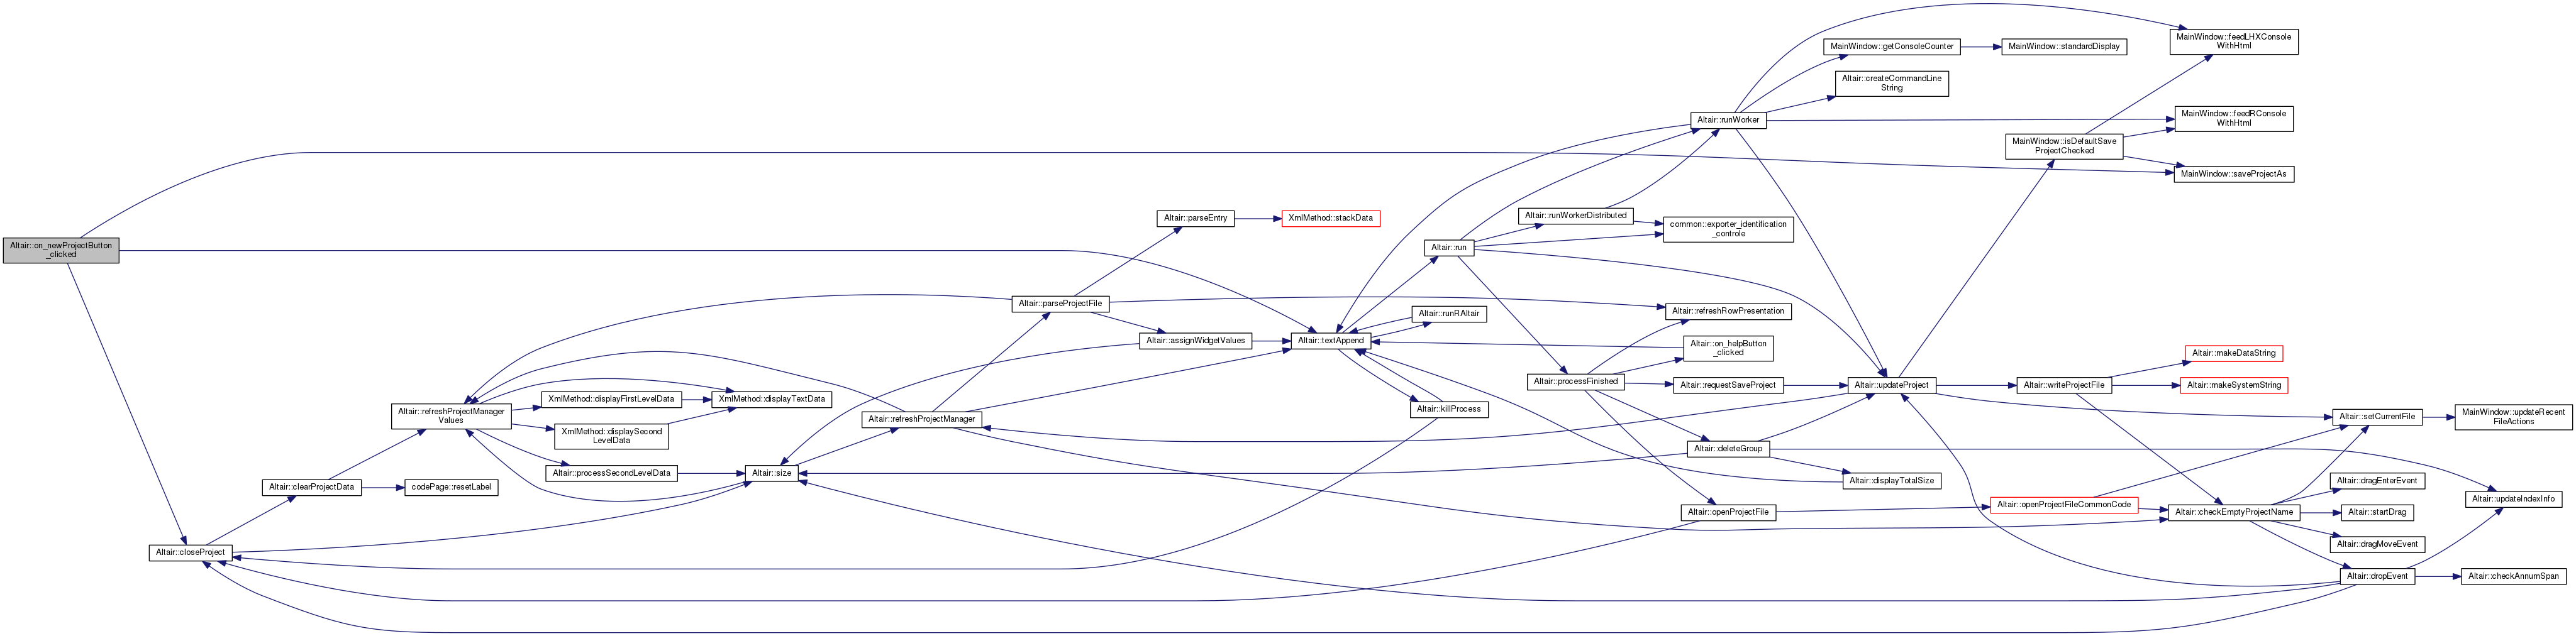 Altair::on_newProjectButton
_clicked
Altair::closeProject
Altair::clearProjectData
Altair::refreshProjectManager
Values
codePage::resetLabel
XmlMethod::displayFirstLevelData
XmlMethod::displaySecond
LevelData
Altair::processSecondLevelData
XmlMethod::displayTextData
Altair::size
Altair::refreshProjectManager
Altair::parseProjectFile
Altair::parseEntry
XmlMethod::stackData
Altair::assignWidgetValues
Altair::textAppend
Altair::run
Altair::runRAltair
Altair::killProcess
Altair::runWorkerDistributed
Altair::processFinished
common::exporter_identification
_controle
Altair::refreshRowPresentation
Altair::on_helpButton
_clicked
Altair::requestSaveProject
Altair::deleteGroup
Altair::openProjectFile
Altair::runWorker
MainWindow::getConsoleCounter
Altair::createCommandLine
String
MainWindow::standardDisplay
Altair::updateProject
Altair::displayTotalSize
Altair::openProjectFileCommonCode
MainWindow::isDefaultSave
ProjectChecked
Altair::writeProjectFile
MainWindow::feedLHXConsole
WithHtml
MainWindow::feedRConsole
WithHtml
MainWindow::saveProjectAs
Altair::makeDataString
Altair::makeSystemString
Altair::checkEmptyProjectName
Altair::setCurrentFile
Altair::dragEnterEvent
Altair::startDrag
Altair::dragMoveEvent
Altair::dropEvent
MainWindow::updateRecent
FileActions
Altair::updateIndexInfo
Altair::checkAnnumSpan